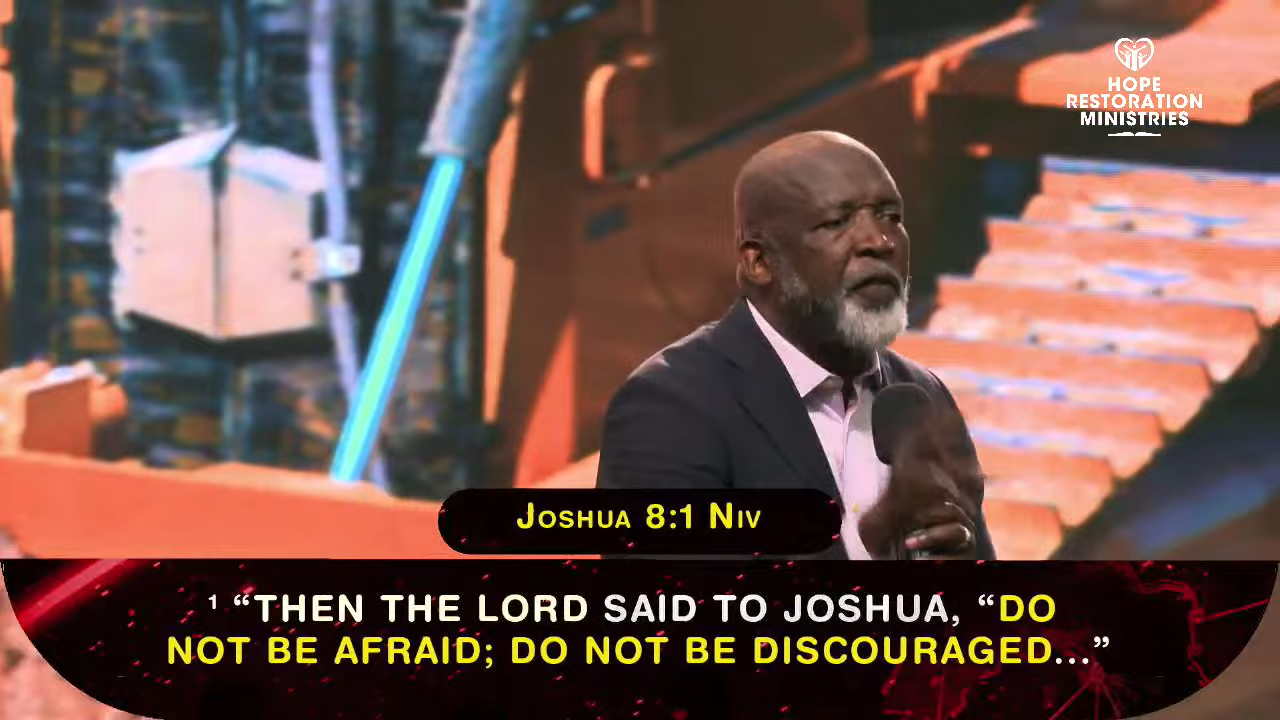 HOPE
RESTORATION
MINISTRIES
JOSHUA 8:1 NIV
¹ “THEN THE LORD SAID TO JOSHUA, “DO
NOT BE AFRAID; DO NOT BE DISCOURAGED...”